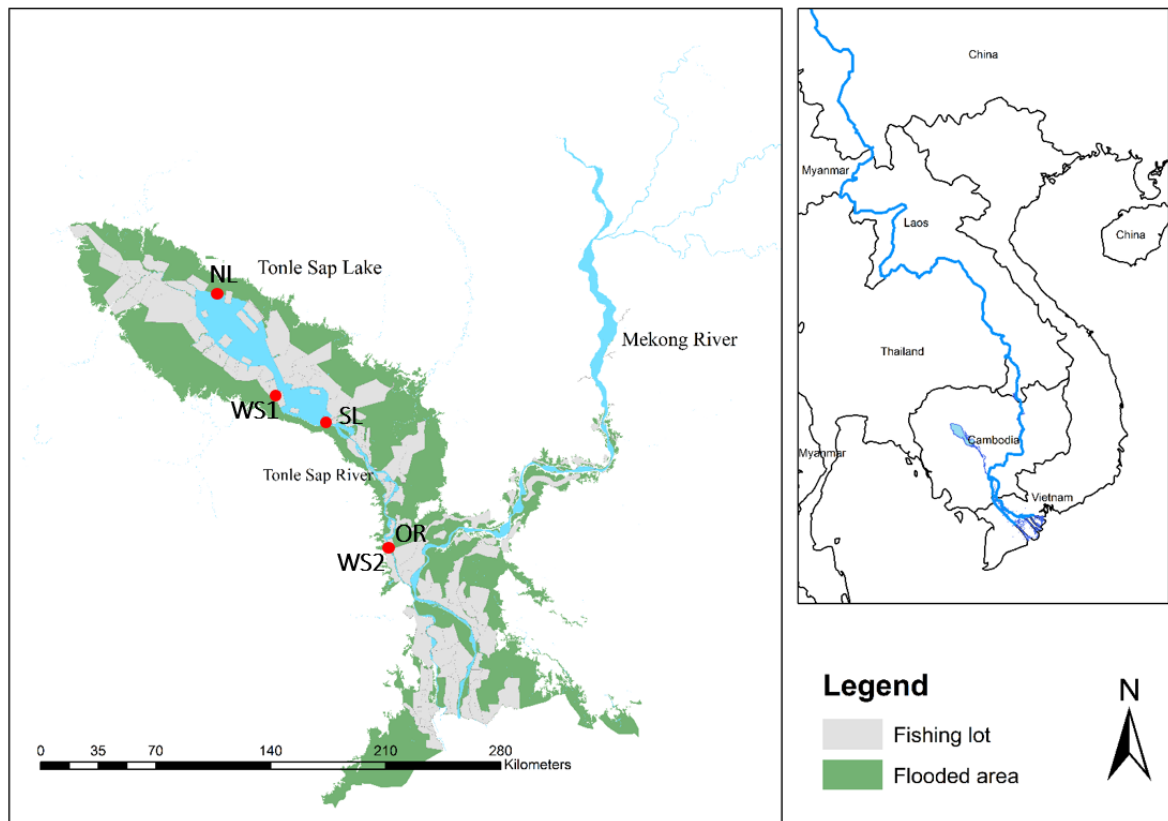 NL
Tonle Sap Lake
Mekong River
WS1
SL
Tonle Sap River
OR
WS2
0 35 70 140 210 280
Kilometers
China
Myanmar
Laos
China
Thailand
Cambodia
Myanmar
Vietnam
Legend
Fishing lot
Flooded area
N